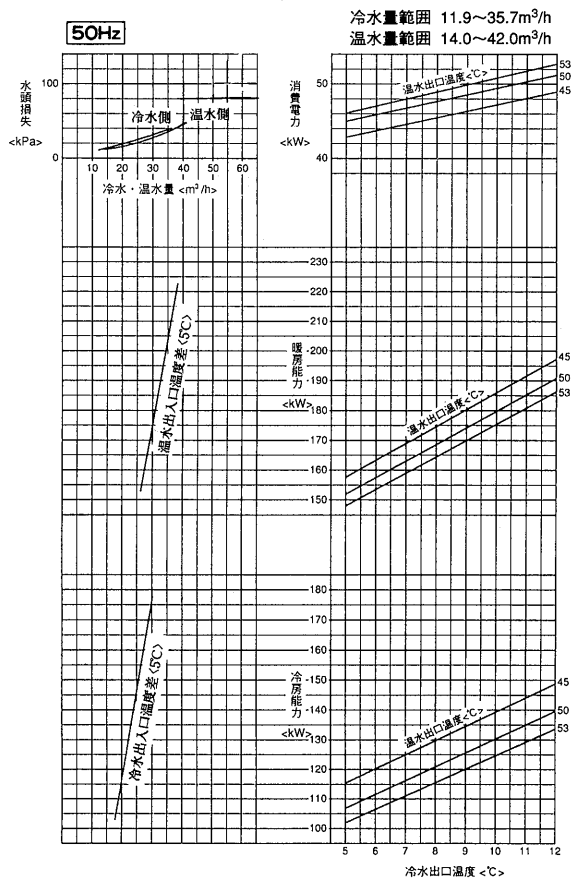 冷水量範囲 11.9～35.7m³/h
50Hz
温水量範囲 14.0～42.0m³/h
水頭損失
<kPa>
100
0
冷水側
温水側
10 20 30 40 50 60
冷水・温水量 <m³/h>
消費電力
<kW>
50
40
温水出口温度<℃>
53
50
45
温水出入口温度差<5℃>
暖房能力
<kW>
230
220
210
200
190
180
170
160
150
温水出口温度<℃>
45
50
53
冷水出入口温度差<5℃>
冷房能力
<kW>
180
170
160
150
140
130
120
110
100
温水出口温度<℃>
45
50
53
5 6 7 8 9 10 11 12
冷水出口温度 <℃>